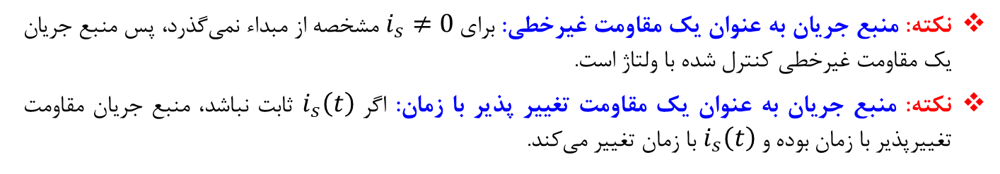 ❖ نکته: منبع جریان به عنوان یک مقاومت غیرخطی: برای i_s ≠ 0 مشخصه از مبداء نمی‌گذرد، پس منبع جریان
یک مقاومت غیرخطی کنترل شده با ولتاژ است.
❖ نکته: منبع جریان به عنوان یک مقاومت تغییر پذیر با زمان: اگر i_s(t) ثابت نباشد، منبع جریان مقاومت
تغییرپذیر با زمان بوده و i_s(t) با زمان تغییر می‌کند.